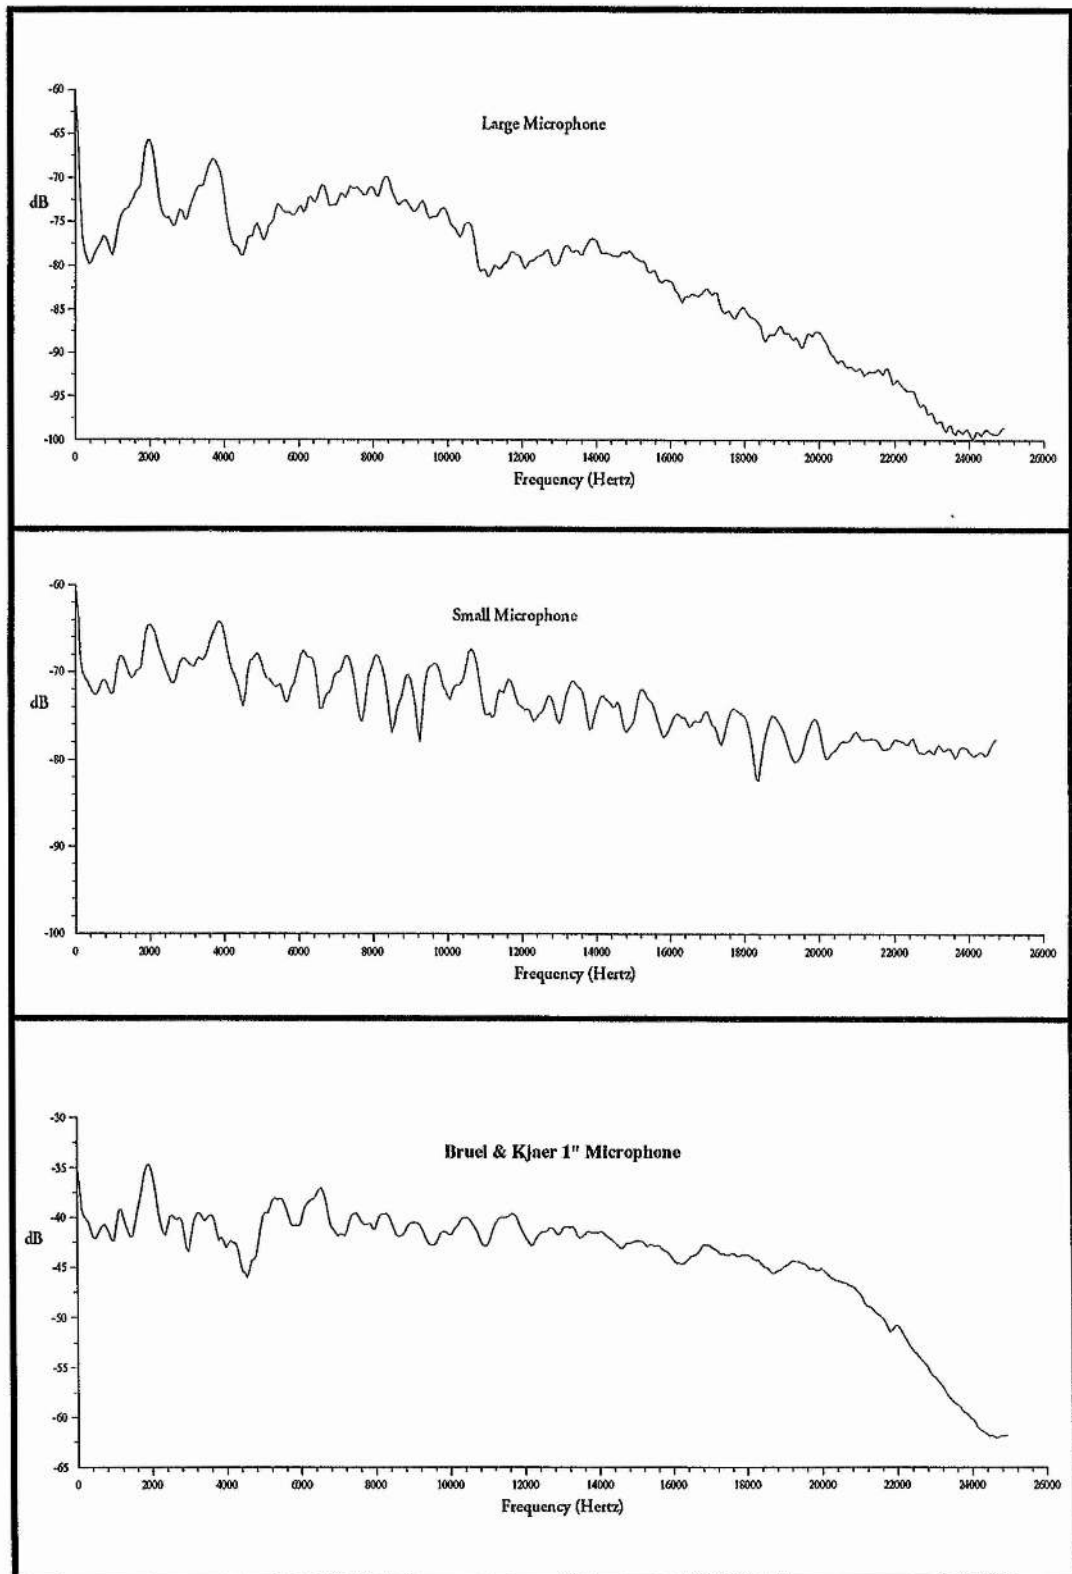 Large Microphone
dB
-60
-65
-70
-75
-80
-85
-90
-95
-100
0 2000 4000 6000 8000 10000 12000 14000 16000 18000 20000 22000 24000 26000
Frequency (Hertz)
Small Microphone
dB
-60
-70
-80
-90
-100
0 2000 4000 6000 8000 10000 12000 14000 16000 18000 20000 22000 24000 26000
Frequency (Hertz)
Bruel & Kjaer 1" Microphone
dB
-30
-35
-40
-45
-50
-55
-60
-65
0 2000 4000 6000 8000 10000 12000 14000 16000 18000 20000 22000 24000 26000
Frequency (Hertz)